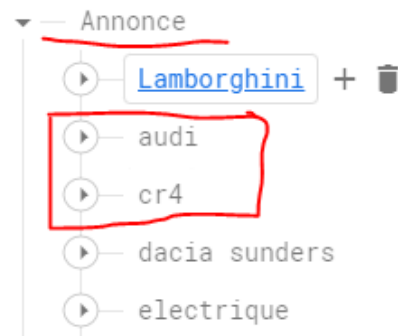 Annonce
Lamborghini
audi
cr4
dacia sunders
electrique